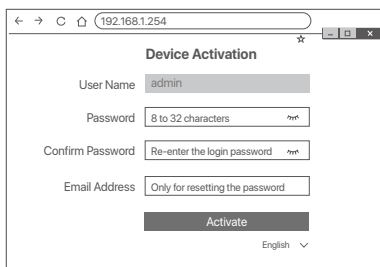 192.168.1.254
Device Activation
User Name admin
Password 8 to 32 characters
Confirm Password Re-enter the login password
Email Address Only for resetting the password
Activate
English